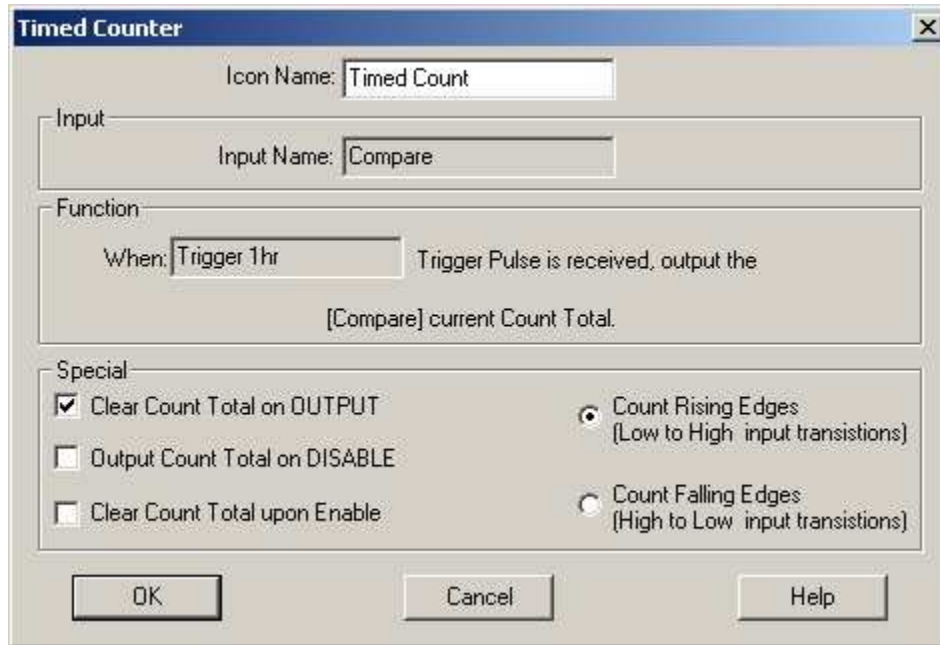 Timed Counter
Icon Name: Timed Count
Input
Input Name: Compare
Function
When: Trigger 1hr Trigger Pulse is received, output the
[Compare] current Count Total.
Special
Clear Count Total on OUTPUT
Output Count Total on DISABLE
Clear Count Total upon Enable
Count Rising Edges
(Low to High input transistions)
Count Falling Edges
(High to Low input transistions)
OK Cancel Help